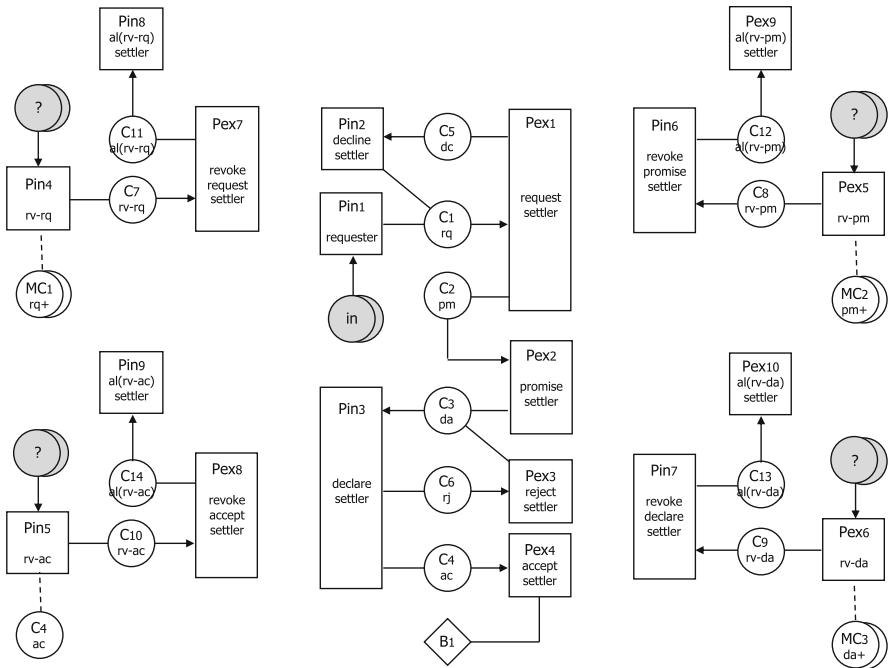 Pin8
al(rv-rq)
settler
?
C11
al(rv-rq)
Pex7
revoke
request
settler
Pin4
rv-rq
C7
rv-rq
MC1
rq+
Pin2
decline
settler
C5
dc
Pex1
request
settler
Pin1
requester
C1
rq
C2
pm
in
Pex9
al(rv-pm)
settler
Pin6
revoke
promise
settler
C12
al(rv-pm)
?
C8
rv-pm
Pex5
rv-pm
MC2
pm+
Pin9
al(rv-ac)
settler
?
C14
al(rv-ac)
Pex8
revoke
accept
settler
Pin5
rv-ac
C10
rv-ac
C4
ac
Pex2
promise
settler
Pin3
declare
settler
C3
da
C6
rj
Pex3
reject
settler
C4
ac
Pex4
accept
settler
B1
Pex10
al(rv-da)
settler
Pin7
revoke
declare
settler
C13
al(rv-da)
?
C9
rv-da
Pex6
rv-da
MC3
da+